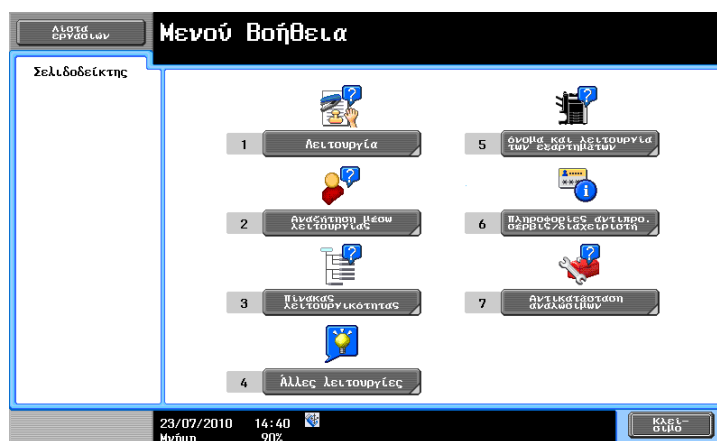 Λίστα
εργασιών
Μενού Βοήθεια
Σελιδοδείκτης
1 Λειτουργία
2 Αναζήτηση μέσω
λειτουργίας
3 Πίνακας
λειτουργικότητας
4 Άλλες λειτουργίες
5 όνομα και λειτουργία
των εξαρτημάτων
6 Πληροφορίες αντιπρο.
σέρβις/διαχειριστή
7 Αντικατάσταση
αναλώσιμων
23/07/2010 14:40
Μνήμη 90%
Κλεί-
σιμο